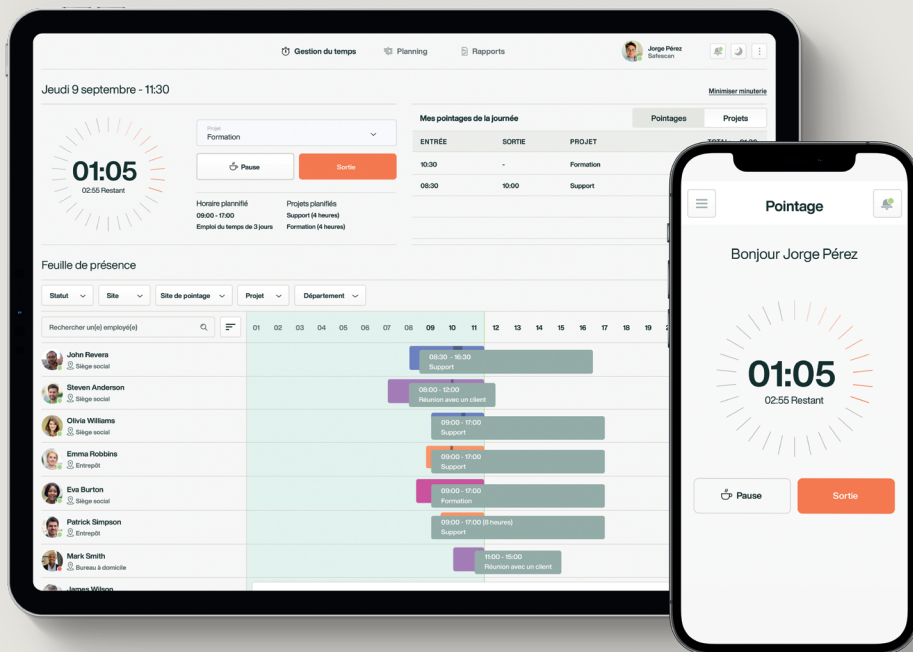 Gestion du temps
Planning
Rapports
Jorge Pérez
Safescan
Jeudi 9 septembre - 11:30
Minimiser minuterie
01:05
02:55 Restant
Projet
Formation
Pause
Sortie
Horaire plannifié
09:00 - 17:00
Emploi du temps de 3 jours
Projets planifiés
Support (4 heures)
Formation (4 heures)
Mes pointages de la journée
Pointages
Projets
ENTRÉE SORTIE PROJET
10:30 - Formation
08:30 10:00 Support
Feuille de présence
Statut
Site
Site de pointage
Projet
Département
Rechercher un(e) employé(e)
01 02 03 04 05 06 07 08 09 10 11 12 13 14 15 16 17 18 19
John Revera
Siège social
08:30 - 16:30
Support
Steven Anderson
Siège social
08:00 - 12:00
Réunion avec un client
Olivia Williams
Siège social
09:00 - 17:00
Support
Emma Robbins
Entrepôt
09:00 - 17:00
Support
Eva Burton
Siège social
09:00 - 17:00
Formation
Patrick Simpson
Entrepôt
09:00 - 17:00 (8 heures)
Support
Mark Smith
Bureau à domicile
11:00 - 15:00
Réunion avec un client
James Wilson
Pointage
Bonjour Jorge Pérez
01:05
02:55 Restant
Pause
Sortie